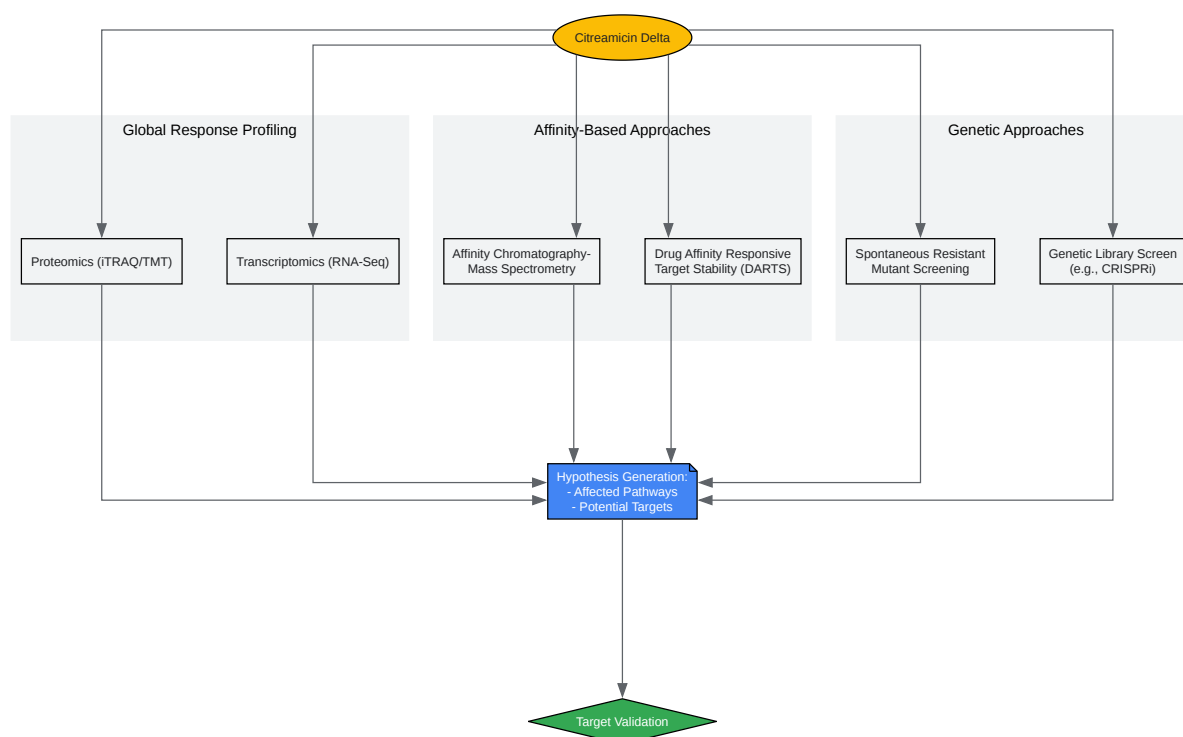 Citreamicin Delta
Global Response Profiling
Affinity-Based Approaches
Genetic Approaches
Proteomics (iTRAQ/TMT)
Transcriptomics (RNA-Seq)
Affinity Chromatography-
Mass Spectrometry
Drug Affinity Responsive
Target Stability (DARTS)
Spontaneous Resistant
Mutant Screening
Genetic Library Screen
(e.g., CRISPRi)
Hypothesis Generation:
- Affected Pathways
- Potential Targets
Target Validation